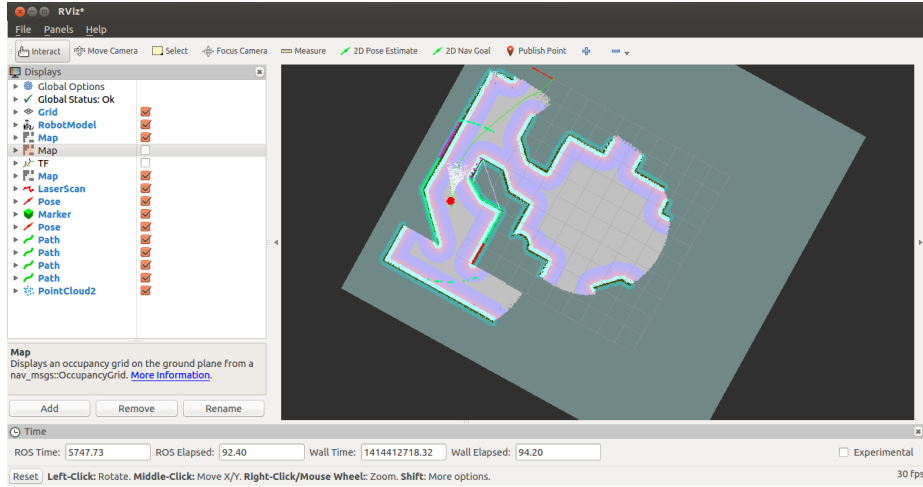 RViz*
File Panels Help
Interact Move Camera Select Focus Camera Measure 2D Pose Estimate 2D Nav Goal Publish Point
Displays
Global Options
Global Status: Ok
Grid
RobotModel
Map
Map
TF
Map
LaserScan
Pose
Marker
Pose
Path
Path
Path
Path
PointCloud2
Map
Displays an occupancy grid on the ground plane from a
nav_msgs::OccupancyGrid. More Information.
Add Remove Rename
Time
ROS Time: 5747.73 ROS Elapsed: 92.40 Wall Time: 1414412718.32 Wall Elapsed: 94.20 Experimental
Reset Left-Click: Rotate. Middle-Click: Move X/Y. Right-Click/Mouse Wheel:: Zoom. Shift: More options. 30 fps